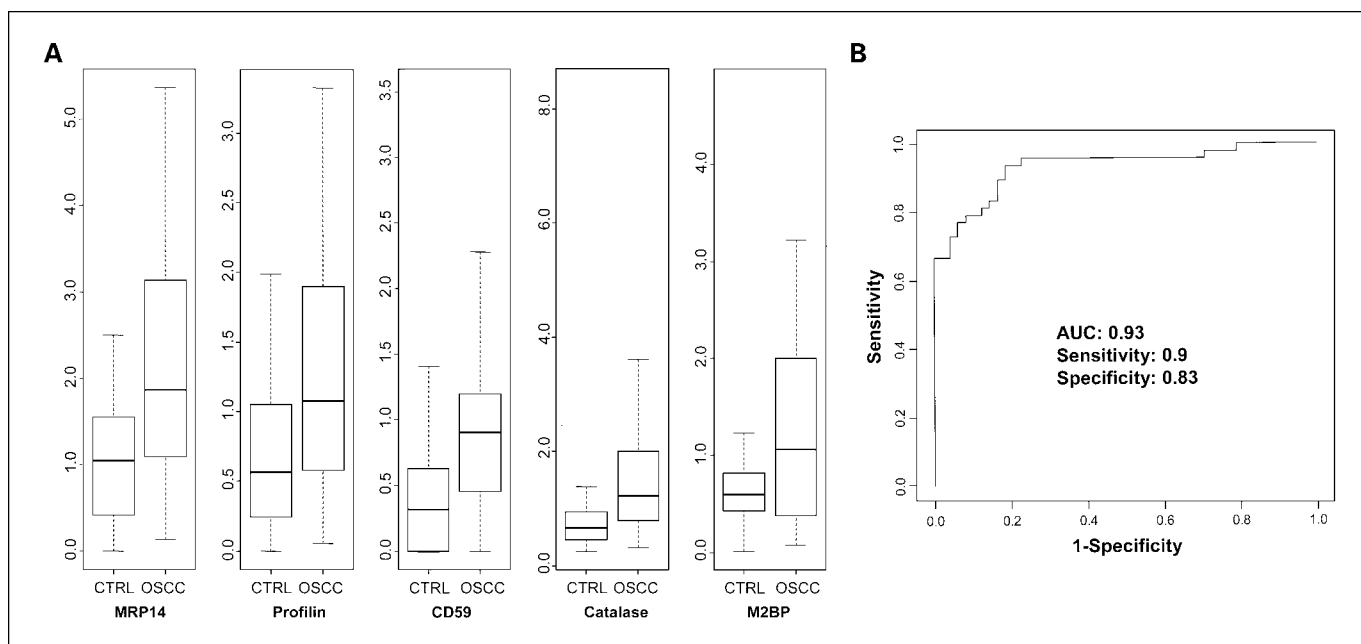 A
B
5.0
4.0
3.0
2.0
1.0
0.0
CTRL OSCC
MRP14
3.0
2.5
2.0
1.5
1.0
0.5
0.0
CTRL OSCC
Profilin
3.5
3.0
2.5
2.0
1.5
1.0
0.5
0.0
CTRL OSCC
CD59
8.0
6.0
4.0
2.0
0.0
CTRL OSCC
Catalase
4.0
3.0
2.0
1.0
0.0
CTRL OSCC
M2BP
Sensitivity
1.0
0.8
0.6
0.4
0.2
0.0
AUC: 0.93
Sensitivity: 0.9
Specificity: 0.83
0.0 0.2 0.4 0.6 0.8 1.0
1-Specificity